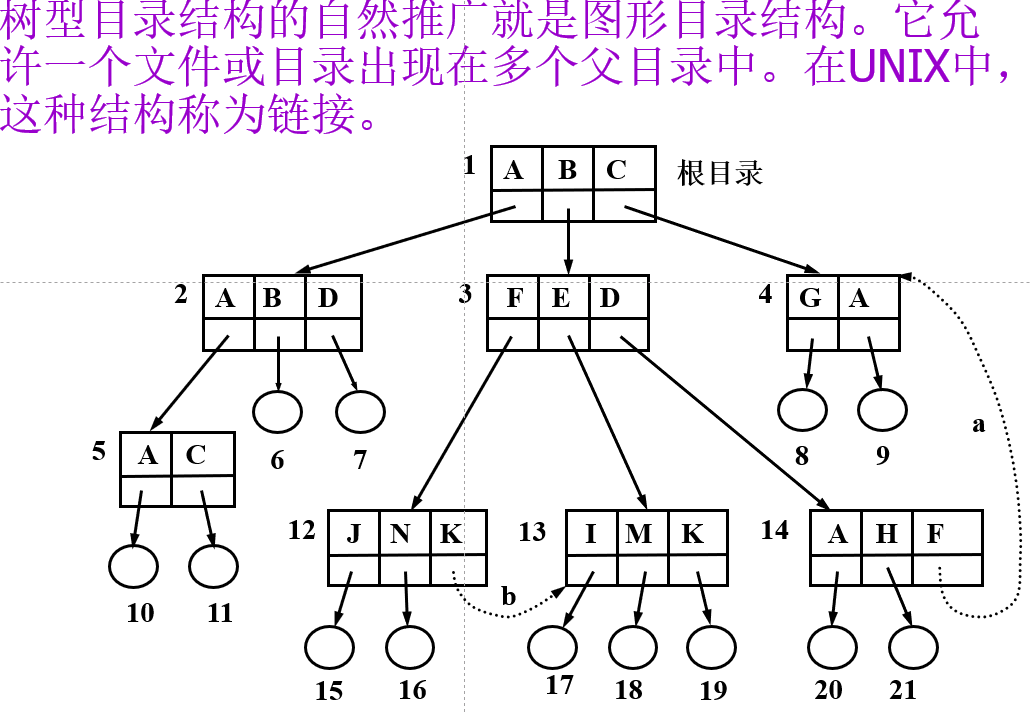 树型目录结构的自然推广就是图形目录结构。它允
许一个文件或目录出现在多个父目录中。在UNIX中，
这种结构称为链接。
1 A B C 根目录
2 A B D 3 F E D 4 G A
5 A C 6 7 8 9 a
12 J N K 13 I M K 14 A H F
b
10 11
15 16 17 18 19 20 21